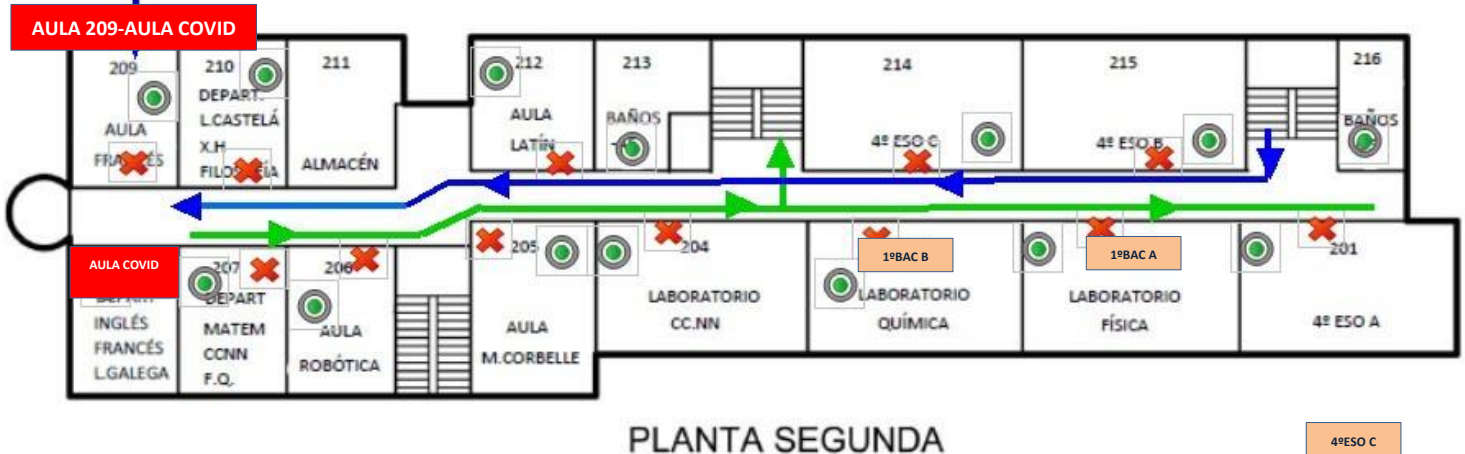 AULA 209-AULA COVID
209
AULA
FRANCÉS
210
DEPART.
L.CASTELÁ
X.H
FILOSOFÍA
211
ALMACÉN
212
AULA
LATÍN
213
BAÑOS
214
4º ESO C
215
4º ESO B
216
BAÑOS
AULA COVID
INGLÉS
FRANCÉS
L.GALEGA
207
DEPART
MATEM
CCNN
F.Q.
206
AULA
ROBÓTICA
205
AULA
M.CORBELLE
204
LABORATORIO
CC.NN
1ºBAC B
LABORATORIO
QUÍMICA
1ºBAC A
LABORATORIO
FÍSICA
201
4º ESO A
PLANTA SEGUNDA
4ºESO C